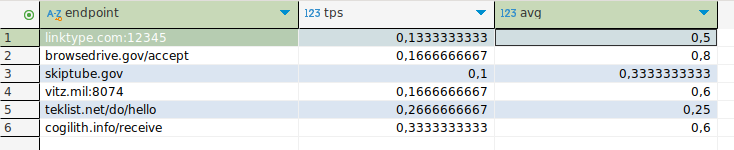 A-Z endpoint 123 tps 123 avg
1 linktype.com:12345 0,1333333333 0,5
2 browsedrive.gov/accept 0,1666666667 0,8
3 skiptube.gov 0,1 0,3333333333
4 vitz.mil:8074 0,1666666667 0,6
5 teklist.net/do/hello 0,2666666667 0,25
6 cogilith.info/receive 0,3333333333 0,6